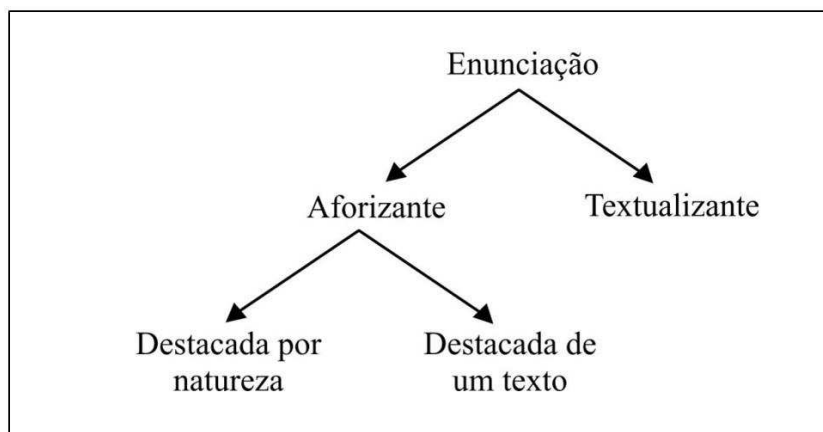 Enunciação
Aforizante
Textualizante
Destacada por
natureza
Destacada de
um texto